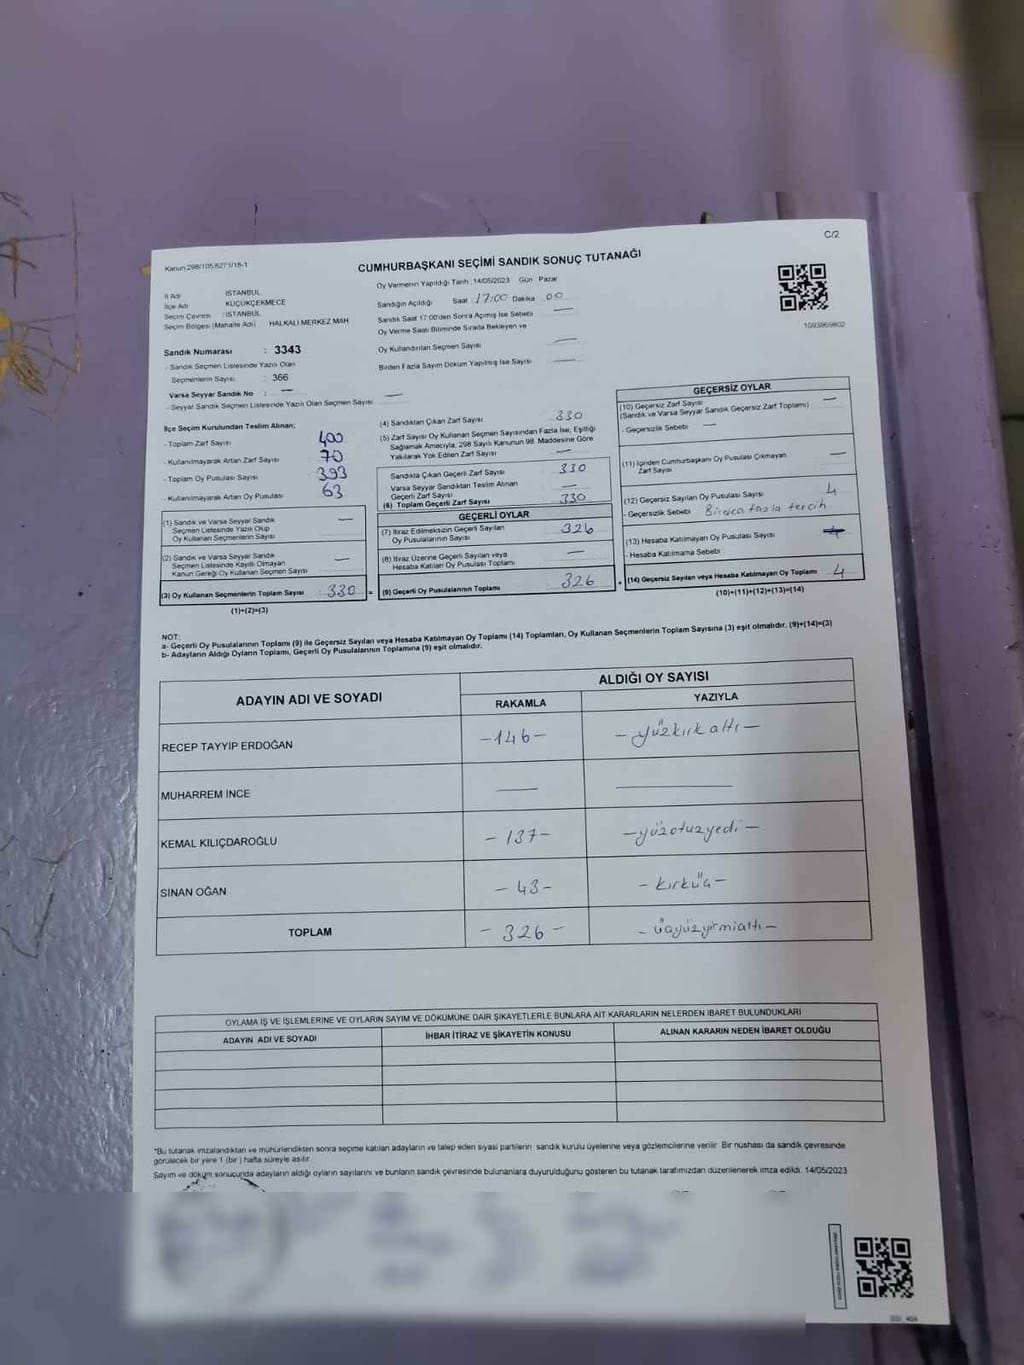 C/2
Kanun:298/105 8271/18-1
CUMHURBAŞKANI SEÇİMİ SANDIK SONUÇ TUTANAĞI
Oy Vermenin Yapıldığı Tarih : 14/05/2023 Gün Pazar
İl Adı : İSTANBUL
İlçe Adı : KÜÇÜKÇEKMECE
Seçim Çevresi : İSTANBUL
Seçim Bölgesi (Mahalle Adı) HALKALI MERKEZ MAH
Sandığın Açıldığı Saat 17:00 Dakika 00
Sandık Saat 17.00'den Sonra Açılmış İse Sebebi —
Oy Verme Saati Bitiminde Sırada Bekleyen ve
Oy Kullandırılan Seçmen Sayısı —
Birden Fazla Sayım Döküm Yapılmış İse Sayısı —
1093869802
Sandık Numarası : 3343
- Sandık Seçmen Listesinde Yazılı Olan
Seçmenlerin Sayısı : 366
Varsa Seyyar Sandık No : —
- Seyyar Sandık Seçmen Listesinde Yazılı Olan Seçmen Sayısı —
İlçe Seçim Kurulundan Teslim Alınan;
- Toplam Zarf Sayısı 400
- Kullanılmayarak Artan Zarf Sayısı 70
- Toplam Oy Pusulası Sayısı 393
- Kullanılmayarak Artan Oy Pusulası 63
(1) Sandık ve Varsa Seyyar Sandık
Seçmen Listesinde Yazılı Olup
Oy Kullanan Seçmenlerin Sayısı —
(2) Sandık ve Varsa Seyyar Sandık
Seçmen Listesinde Kayıtlı Olmayan
Kanun Gereği Oy Kullanan Seçmen Sayısı —
(3) Oy Kullanan Seçmenlerin Toplam Sayısı : 330 =
(1)+(2)=(3)
(4) Sandıktan Çıkan Zarf Sayısı 330
(5) Zarf Sayısı Oy Kullanan Seçmen Sayısından Fazla İse, Eşitliği
Sağlamak Amacıyla, 298 Sayılı Kanunun 98. Maddesine Göre
Yakılarak Yok Edilen Zarf Sayısı —
Sandıkta Çıkan Geçerli Zarf Sayısı 330
Varsa Seyyar Sandıktan Teslim Alınan
Geçerli Zarf Sayısı —
(6) Toplam Geçerli Zarf Sayısı 330
GEÇERLİ OYLAR
(7) İtiraz Edilmeksizin Geçerli Sayılan
Oy Pusulalarının Sayısı 326
(8) İtiraz Üzerine Geçerli Sayılan veya
Hesaba Katılan Oy Pusulası Toplamı —
(9) Geçerli Oy Pusulalarının Toplamı 326 +
GEÇERSİZ OYLAR
(10) Geçersiz Zarf Sayısı —
(Sandık ve Varsa Seyyar Sandık Geçersiz Zarf Toplamı)
- Geçersizlik Sebebi : —
(11) İçinden Cumhurbaşkanı Oy Pusulası Çıkmayan
Zarf Sayısı —
(12) Geçersiz Sayılan Oy Pusulası Sayısı 4
- Geçersizlik Sebebi : Birden fazla tercih
(13) Hesaba Katılmayan Oy Pusulası Sayısı
- Hesaba Katılmama Sebebi :
(14) Geçersiz Sayılan veya Hesaba Katılmayan Oy Toplamı 4
(10)+(11)+(12)+(13)=(14)
NOT:
a- Geçerli Oy Pusulalarının Toplamı (9) ile Geçersiz Sayılan veya Hesaba Katılmayan Oy Toplamı (14) Toplamları, Oy Kullanan Seçmenlerin Toplam Sayısına (3) eşit olmalıdır. (9)+(14)=(3)
b- Adayların Aldığı Oyların Toplamı, Geçerli Oy Pusulalarının Toplamına (9) eşit olmalıdır.
ADAYIN ADI VE SOYADI
ALDIĞI OY SAYISI
RAKAMLA YAZIYLA
RECEP TAYYİP ERDOĞAN -146- - yüzkırkaltı -
MUHARREM İNCE — —
KEMAL KILIÇDAROĞLU - 137- - yüzotuzyedi -
SİNAN OĞAN - 43- - kırküç -
TOPLAM - 326 - - üçyüzyirmialtı -
OYLAMA İŞ VE İŞLEMLERİNE VE OYLARIN SAYIM VE DÖKÜMÜNE DAİR ŞİKAYETLERLE BUNLARA AİT KARARLARIN NELERDEN İBARET BULUNDUKLARI
ADAYIN ADI VE SOYADI İHBAR İTİRAZ VE ŞİKAYETİN KONUSU ALINAN KARARIN NEDEN İBARET OLDUĞU
*Bu tutanak imzalandıktan ve mühürlendikten sonra seçime katılan adayların ve talep eden siyasi partilerin sandık kurulu üyelerine veya gözlemcilerine verilir. Bir nüshası da sandık çevresinde
görülecek bir yere 1 (bir ) hafta süreyle asılır.
Sayım ve döküm sonucunda adayların aldığı oyların sayılarını ve bunların sandık çevresinde bulunanlara duyurulduğunu gösteren bu tutanak tarafımızdan düzenlenerek imza edildi. 14/05/2023